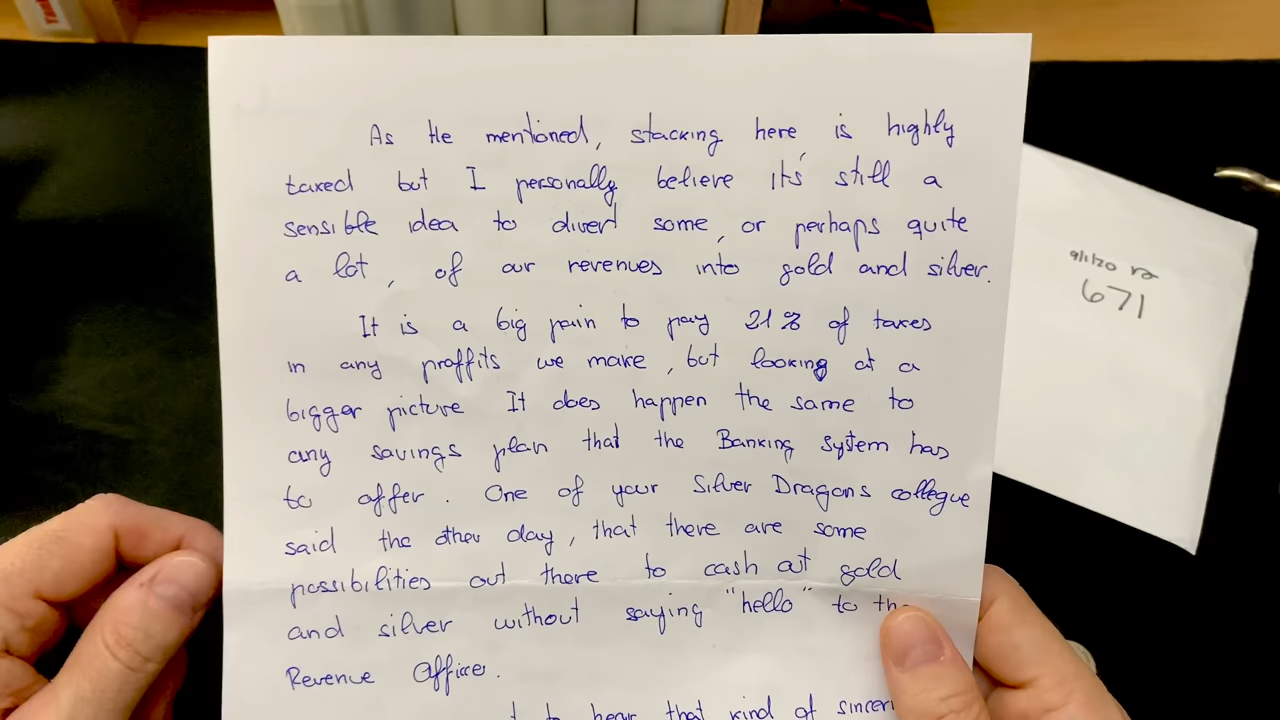 As He mentioned, stacking here, is highly
taxed but I personally believe it's still a
sensible idea to divert some, or perhaps quite
a lot, of our revenues into gold and silver.
It is a big pain to pay 21% of taxes
in any proffits we make, but looking at a
bigger picture It does happen the same to
any savings plan that the Banking system has
to offer. One of your Silver Dragons collegue
said the other day, that there are some
possibilities out there to cash out gold
and silver without saying "hello" to the
Revenue Office.
to hear that kind of
9/1/20
671